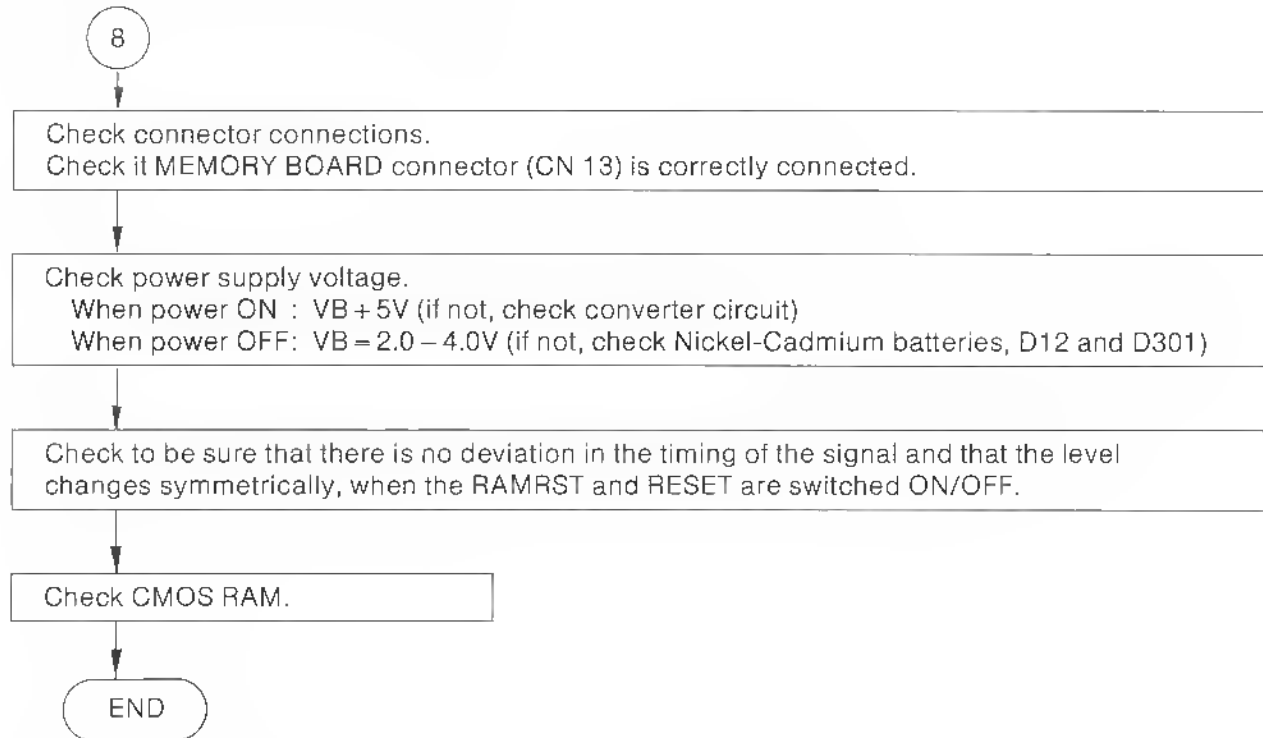 8
Check connector connections.
Check it MEMORY BOARD connector (CN 13) is correctly connected.
Check power supply voltage.
When power ON : VB + 5V (if not, check converter circuit)
When power OFF: VB = 2.0 – 4.0V (if not, check Nickel-Cadmium batteries, D12 and D301)
Check to be sure that there is no deviation in the timing of the signal and that the level
changes symmetrically, when the RAMRST and RESET are switched ON/OFF.
Check CMOS RAM.
END